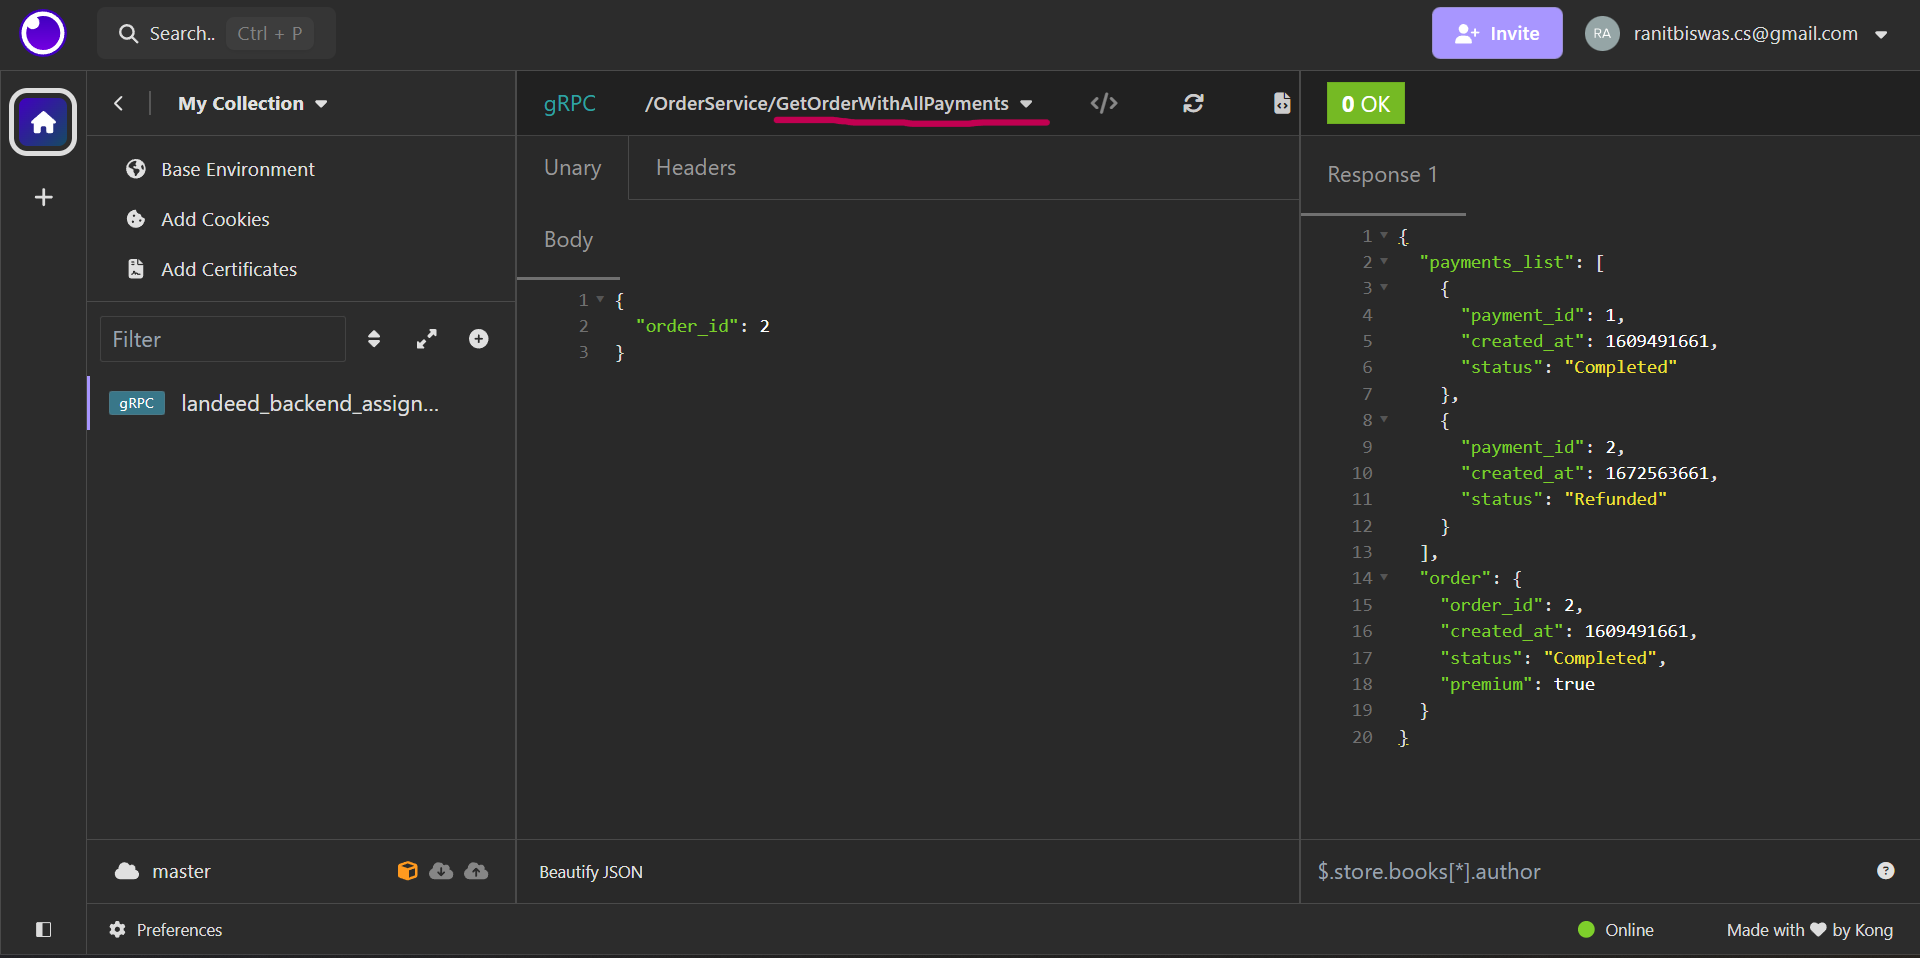 Search.. Ctrl + P
Invite
RA ranitbiswas.cs@gmail.com
My Collection
Base Environment
Add Cookies
Add Certificates
Filter
gRPC landeed_backend_assign...
master
gRPC /OrderService/GetOrderWithAllPayments
Unary Headers
Body
1 {
2 "order_id": 2
3 }
Beautify JSON
0 OK
Response 1
1 {
2 "payments_list": [
3 {
4 "payment_id": 1,
5 "created_at": 1609491661,
6 "status": "Completed"
7 },
8 {
9 "payment_id": 2,
10 "created_at": 1672563661,
11 "status": "Refunded"
12 }
13 ],
14 "order": {
15 "order_id": 2,
16 "created_at": 1609491661,
17 "status": "Completed",
18 "premium": true
19 }
20 }
$.store.books[*].author
Preferences
Online
Made with ♥ by Kong